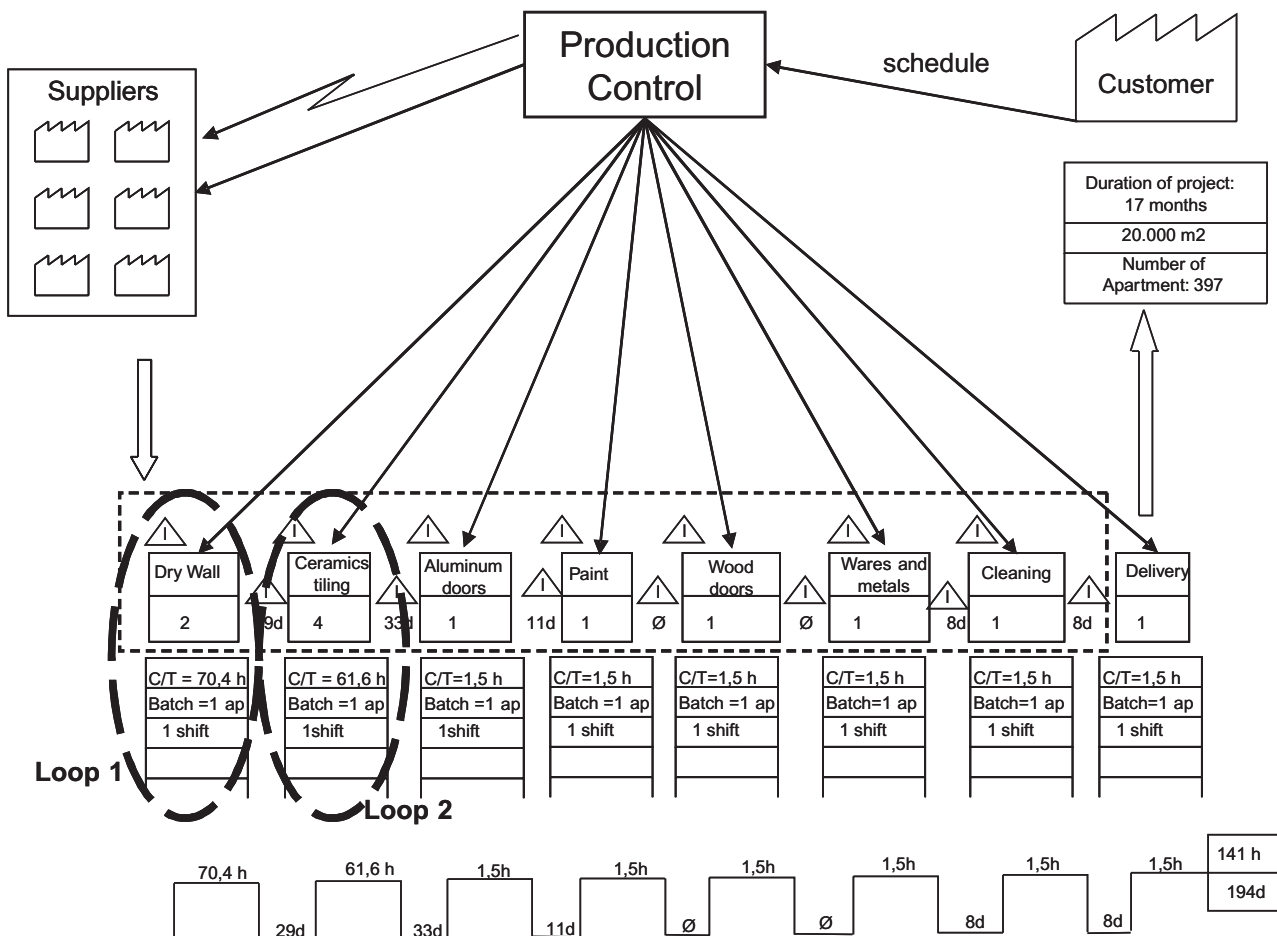 Production
Control
schedule
Customer
Suppliers
Duration of project:
17 months
20.000 m2
Number of
Apartment: 397
I
I
I
I
I
I
I
Dry Wall
Ceramics
tiling
Aluminum
doors
Paint
Wood
doors
Wares and
metals
Cleaning
Delivery
I
I
I
I
I
I
I
2
9d
4
33d
1
11d
1
Ø
1
Ø
1
8d
1
8d
1
C/T = 70,4 h
C/T = 61,6 h
C/T=1,5 h
C/T=1,5 h
C/T=1,5 h
C/T=1,5 h
C/T=1,5 h
C/T=1,5 h
Batch =1 ap
Batch =1 ap
Batch =1 ap
Batch =1 ap
Batch =1 ap
Batch=1 ap
Batch=1 ap
Batch=1 ap
1 shift
1shift
1shift
1 shift
1 shift
1 shift
1 shift
1 shift
Loop 1
Loop 2
70,4 h
61,6 h
1,5h
1,5h
1,5h
1,5h
1,5h
1,5h
141 h
194d
29d
33d
11d
Ø
Ø
8d
8d